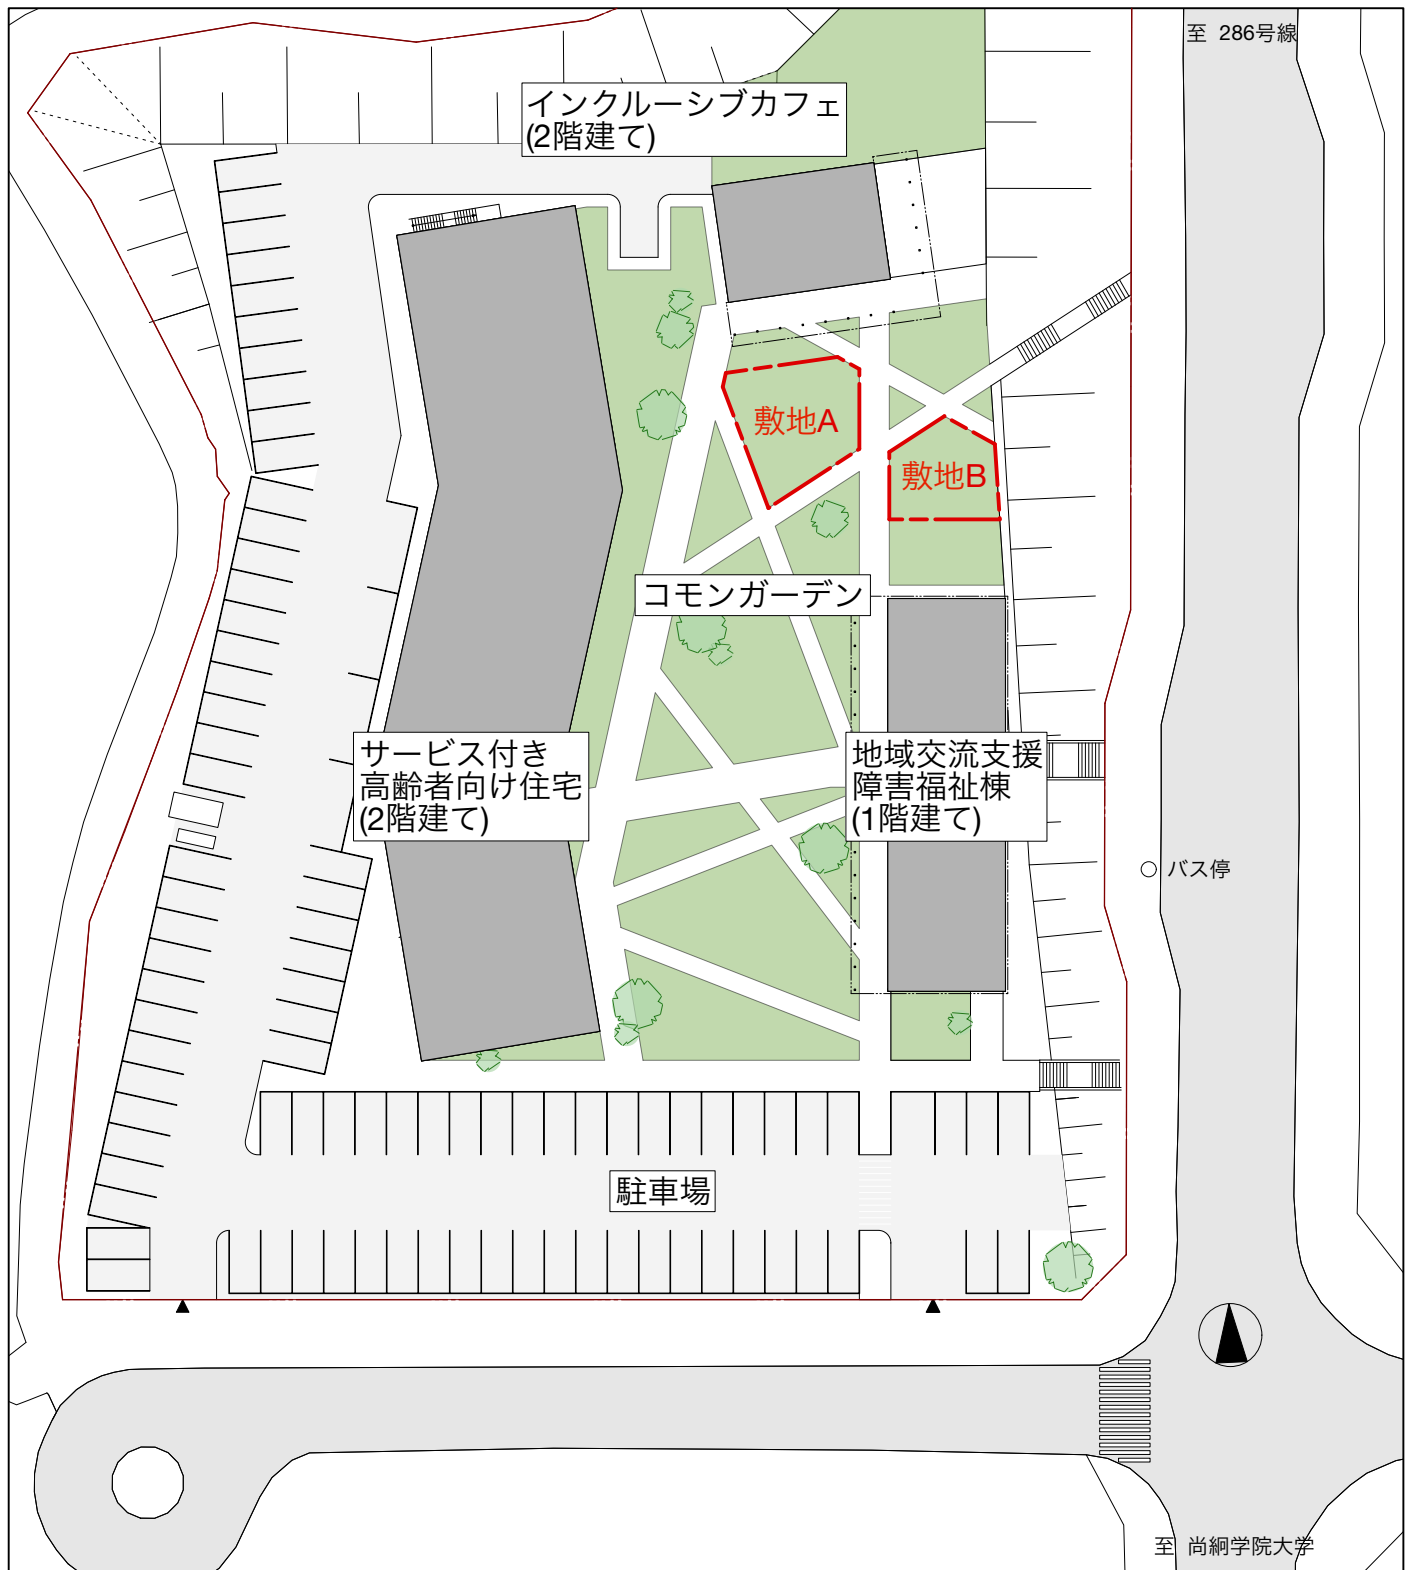 至 286号線
インクルーシブカフェ
(2階建て)
敷地A
敷地B
コモンガーデン
サービス付き
高齢者向け住宅
(2階建て)
地域交流支援
障害福祉棟
(1階建て)
バス停
駐車場
至 尚絅学院大学